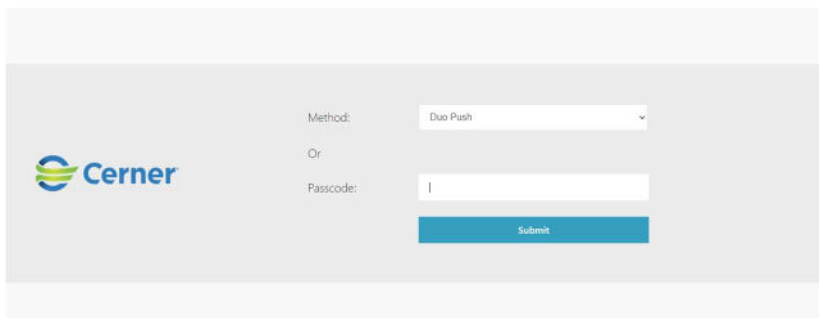 Method:
Duo Push
Or
Cerner
Passcode:
Submit